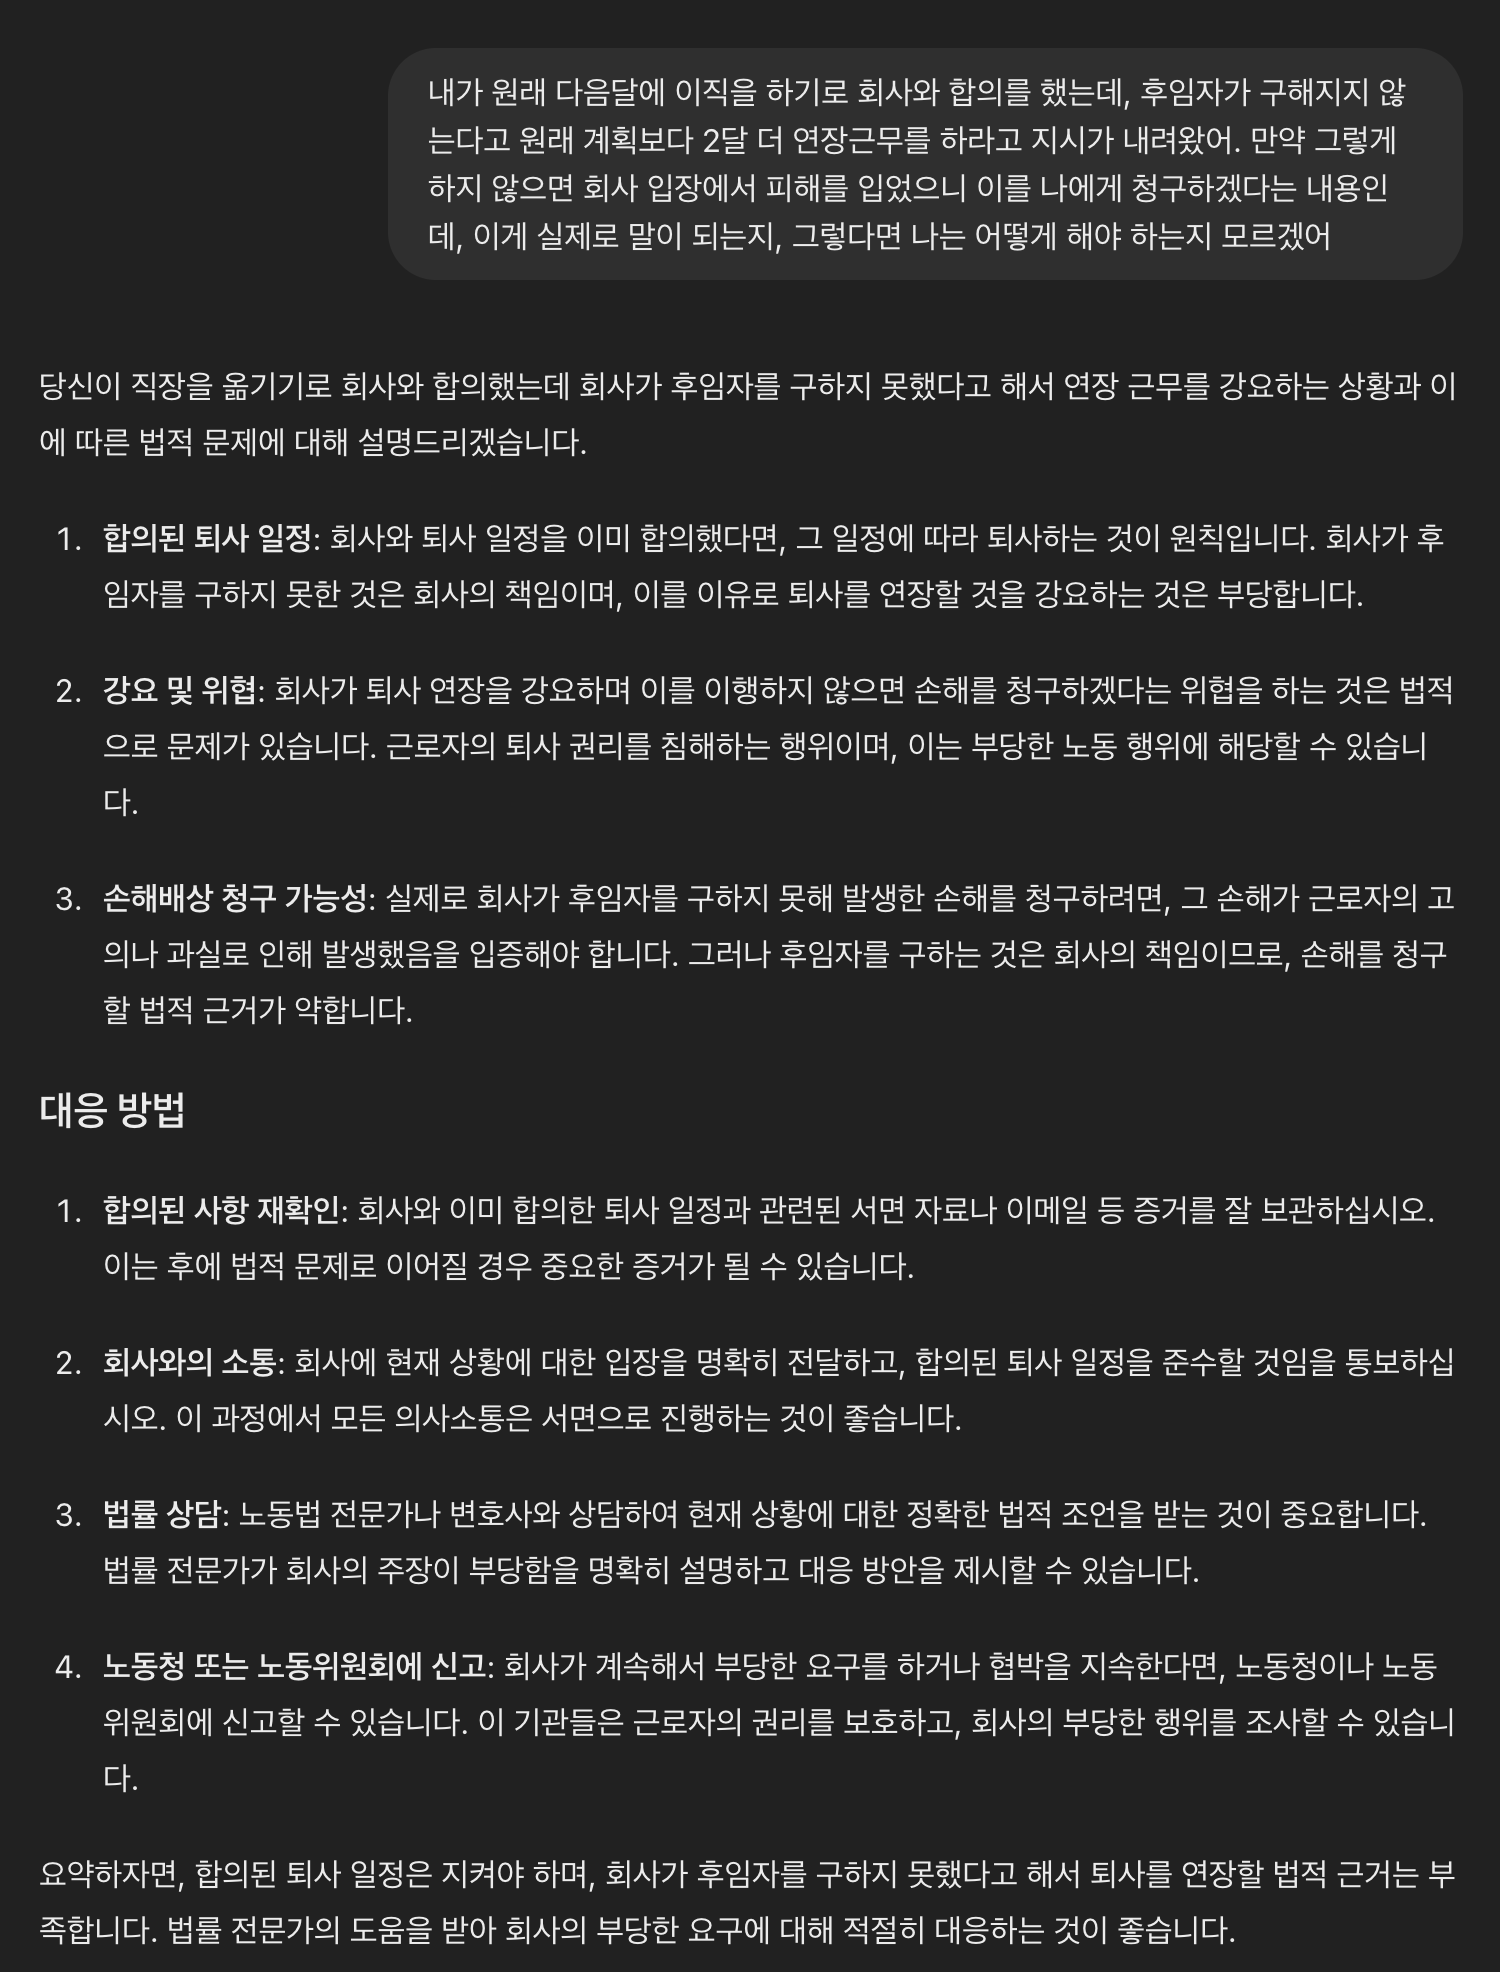 내가 원래 다음달에 이직을 하기로 회사와 합의를 했는데, 후임자가 구해지지 않
는다고 원래 계획보다 2달 더 연장근무를 하라고 지시가 내려왔어. 만약 그렇게
하지 않으면 회사 입장에서 피해를 입었으니 이를 나에게 청구하겠다는 내용인
데, 이게 실제로 말이 되는지, 그렇다면 나는 어떻게 해야 하는지 모르겠어
당신이 직장을 옮기기로 회사와 합의했는데 회사가 후임자를 구하지 못했다고 해서 연장 근무를 강요하는 상황과 이
에 따른 법적 문제에 대해 설명드리겠습니다.
1. 합의된 퇴사 일정: 회사와 퇴사 일정을 이미 합의했다면, 그 일정에 따라 퇴사하는 것이 원칙입니다. 회사가 후
임자를 구하지 못한 것은 회사의 책임이며, 이를 이유로 퇴사를 연장할 것을 강요하는 것은 부당합니다.
2. 강요 및 위협: 회사가 퇴사 연장을 강요하며 이를 이행하지 않으면 손해를 청구하겠다는 위협을 하는 것은 법적
으로 문제가 있습니다. 근로자의 퇴사 권리를 침해하는 행위이며, 이는 부당한 노동 행위에 해당할 수 있습니
다.
3. 손해배상 청구 가능성: 실제로 회사가 후임자를 구하지 못해 발생한 손해를 청구하려면, 그 손해가 근로자의 고
의나 과실로 인해 발생했음을 입증해야 합니다. 그러나 후임자를 구하는 것은 회사의 책임이므로, 손해를 청구
할 법적 근거가 약합니다.
대응 방법
1. 합의된 사항 재확인: 회사와 이미 합의한 퇴사 일정과 관련된 서면 자료나 이메일 등 증거를 잘 보관하십시오.
이는 후에 법적 문제로 이어질 경우 중요한 증거가 될 수 있습니다.
2. 회사와의 소통: 회사에 현재 상황에 대한 입장을 명확히 전달하고, 합의된 퇴사 일정을 준수할 것임을 통보하십
시오. 이 과정에서 모든 의사소통은 서면으로 진행하는 것이 좋습니다.
3. 법률 상담: 노동법 전문가나 변호사와 상담하여 현재 상황에 대한 정확한 법적 조언을 받는 것이 중요합니다.
법률 전문가가 회사의 주장이 부당함을 명확히 설명하고 대응 방안을 제시할 수 있습니다.
4. 노동청 또는 노동위원회에 신고: 회사가 계속해서 부당한 요구를 하거나 협박을 지속한다면, 노동청이나 노동
위원회에 신고할 수 있습니다. 이 기관들은 근로자의 권리를 보호하고, 회사의 부당한 행위를 조사할 수 있습니
다.
요약하자면, 합의된 퇴사 일정은 지켜야 하며, 회사가 후임자를 구하지 못했다고 해서 퇴사를 연장할 법적 근거는 부
족합니다. 법률 전문가의 도움을 받아 회사의 부당한 요구에 대해 적절히 대응하는 것이 좋습니다.